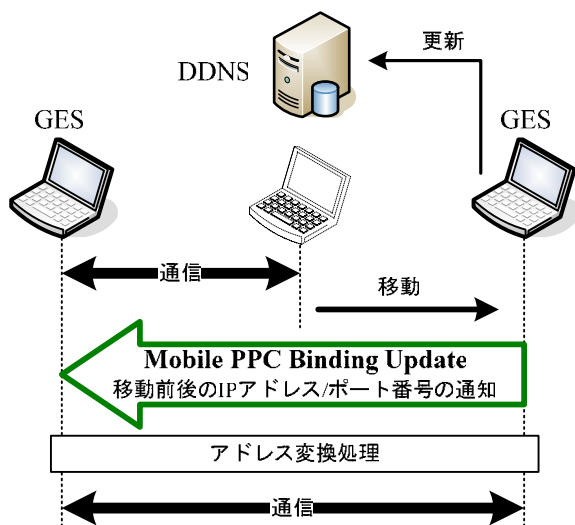 更新
DDNS
GES
GES
通信
移動
Mobile PPC Binding Update
移動前後のIPアドレス/ポート番号の通知
アドレス変換処理
通信